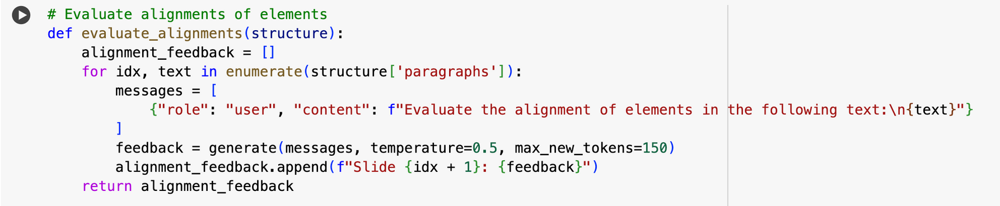 # Evaluate alignments of elements
def evaluate_alignments(structure):
    alignment_feedback = []
    for idx, text in enumerate(structure['paragraphs']):
        messages = [
            {"role": "user", "content": f"Evaluate the alignment of elements in the following text:\n{text}"}
        ]
        feedback = generate(messages, temperature=0.5, max_new_tokens=150)
        alignment_feedback.append(f"Slide {idx + 1}: {feedback}")
    return alignment_feedback